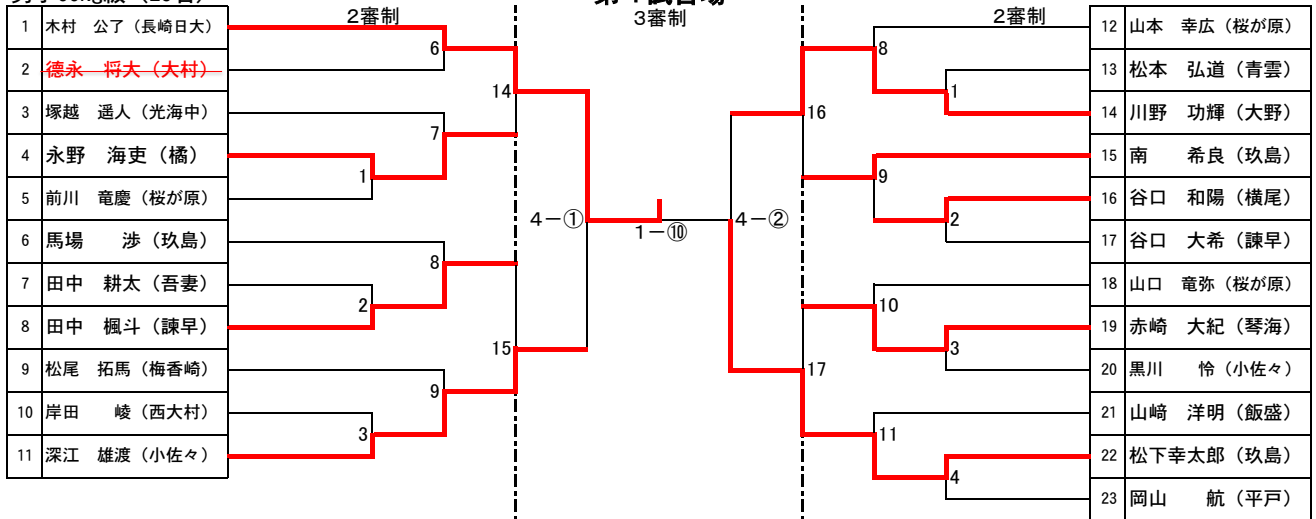 2審制
3審制
2審制
1 木村 公了（長崎日大）
2 德永 将大（大村）
3 塚越 遥人（光海中）
4 永野 海吏（橘）
5 前川 竜慶（桜が原）
6 馬場 渉（玖島）
7 田中 耕太（吾妻）
8 田中 楓斗（諫早）
9 松尾 拓馬（梅香崎）
10 岸田 崚（西大村）
11 深江 雄渡（小佐々）
6
7
1
8
2
9
3
14
15
4－①
1－⑩
4－②
16
17
8
1
9
2
10
3
11
4
12 山本 幸広（桜が原）
13 松本 弘道（青雲）
14 川野 功輝（大野）
15 南 希良（玖島）
16 谷口 和陽（横尾）
17 谷口 大希（諫早）
18 山口 竜弥（桜が原）
19 赤崎 大紀（琴海）
20 黒川 怜（小佐々）
21 山﨑 洋明（飯盛）
22 松下幸太郎（玖島）
23 岡山 航（平戸）